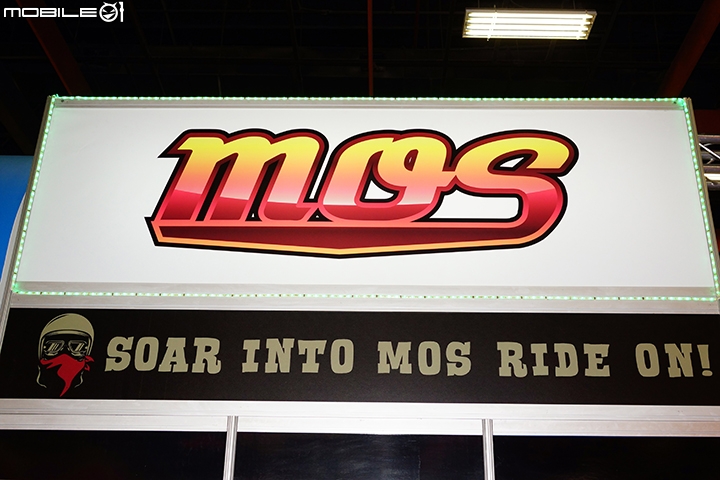 MOBILE01
mos
SOAR INTO MOS RIDE ON!